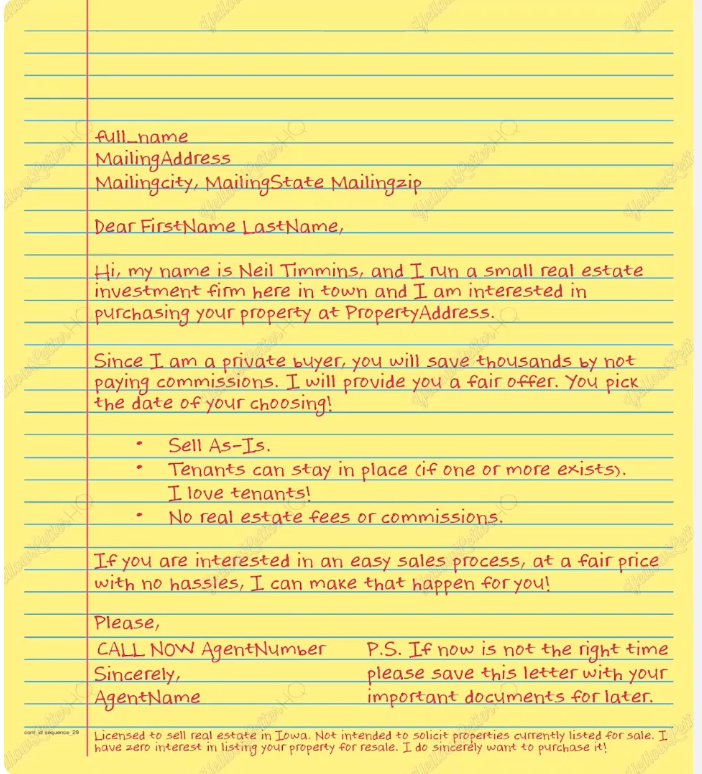 full_name
MailingAddress
Mailingcity, MailingState Mailingzip
Dear FirstName LastName,
Hi, my name is Neil Timmins, and I run a small real estate
investment firm here in town and I am interested in
purchasing your property at PropertyAddress.
Since I am a private buyer, you will save thousands by not
paying commissions. I will provide you a fair offer. You pick
the date of your choosing!
• Sell As-Is.
• Tenants can stay in place (if one or more exists).
I love tenants!
• No real estate fees or commissions.
If you are interested in an easy sales process, at a fair price
with no hassles, I can make that happen for you!
Please,
CALL NOW AgentNumber
Sincerely,
AgentName
P.S. If now is not the right time
please save this letter with your
important documents for later.
Licensed to sell real estate in Iowa. Not intended to solicit properties currently listed for sale. I
have zero interest in listing your property for resale. I do sincerely want to purchase it!